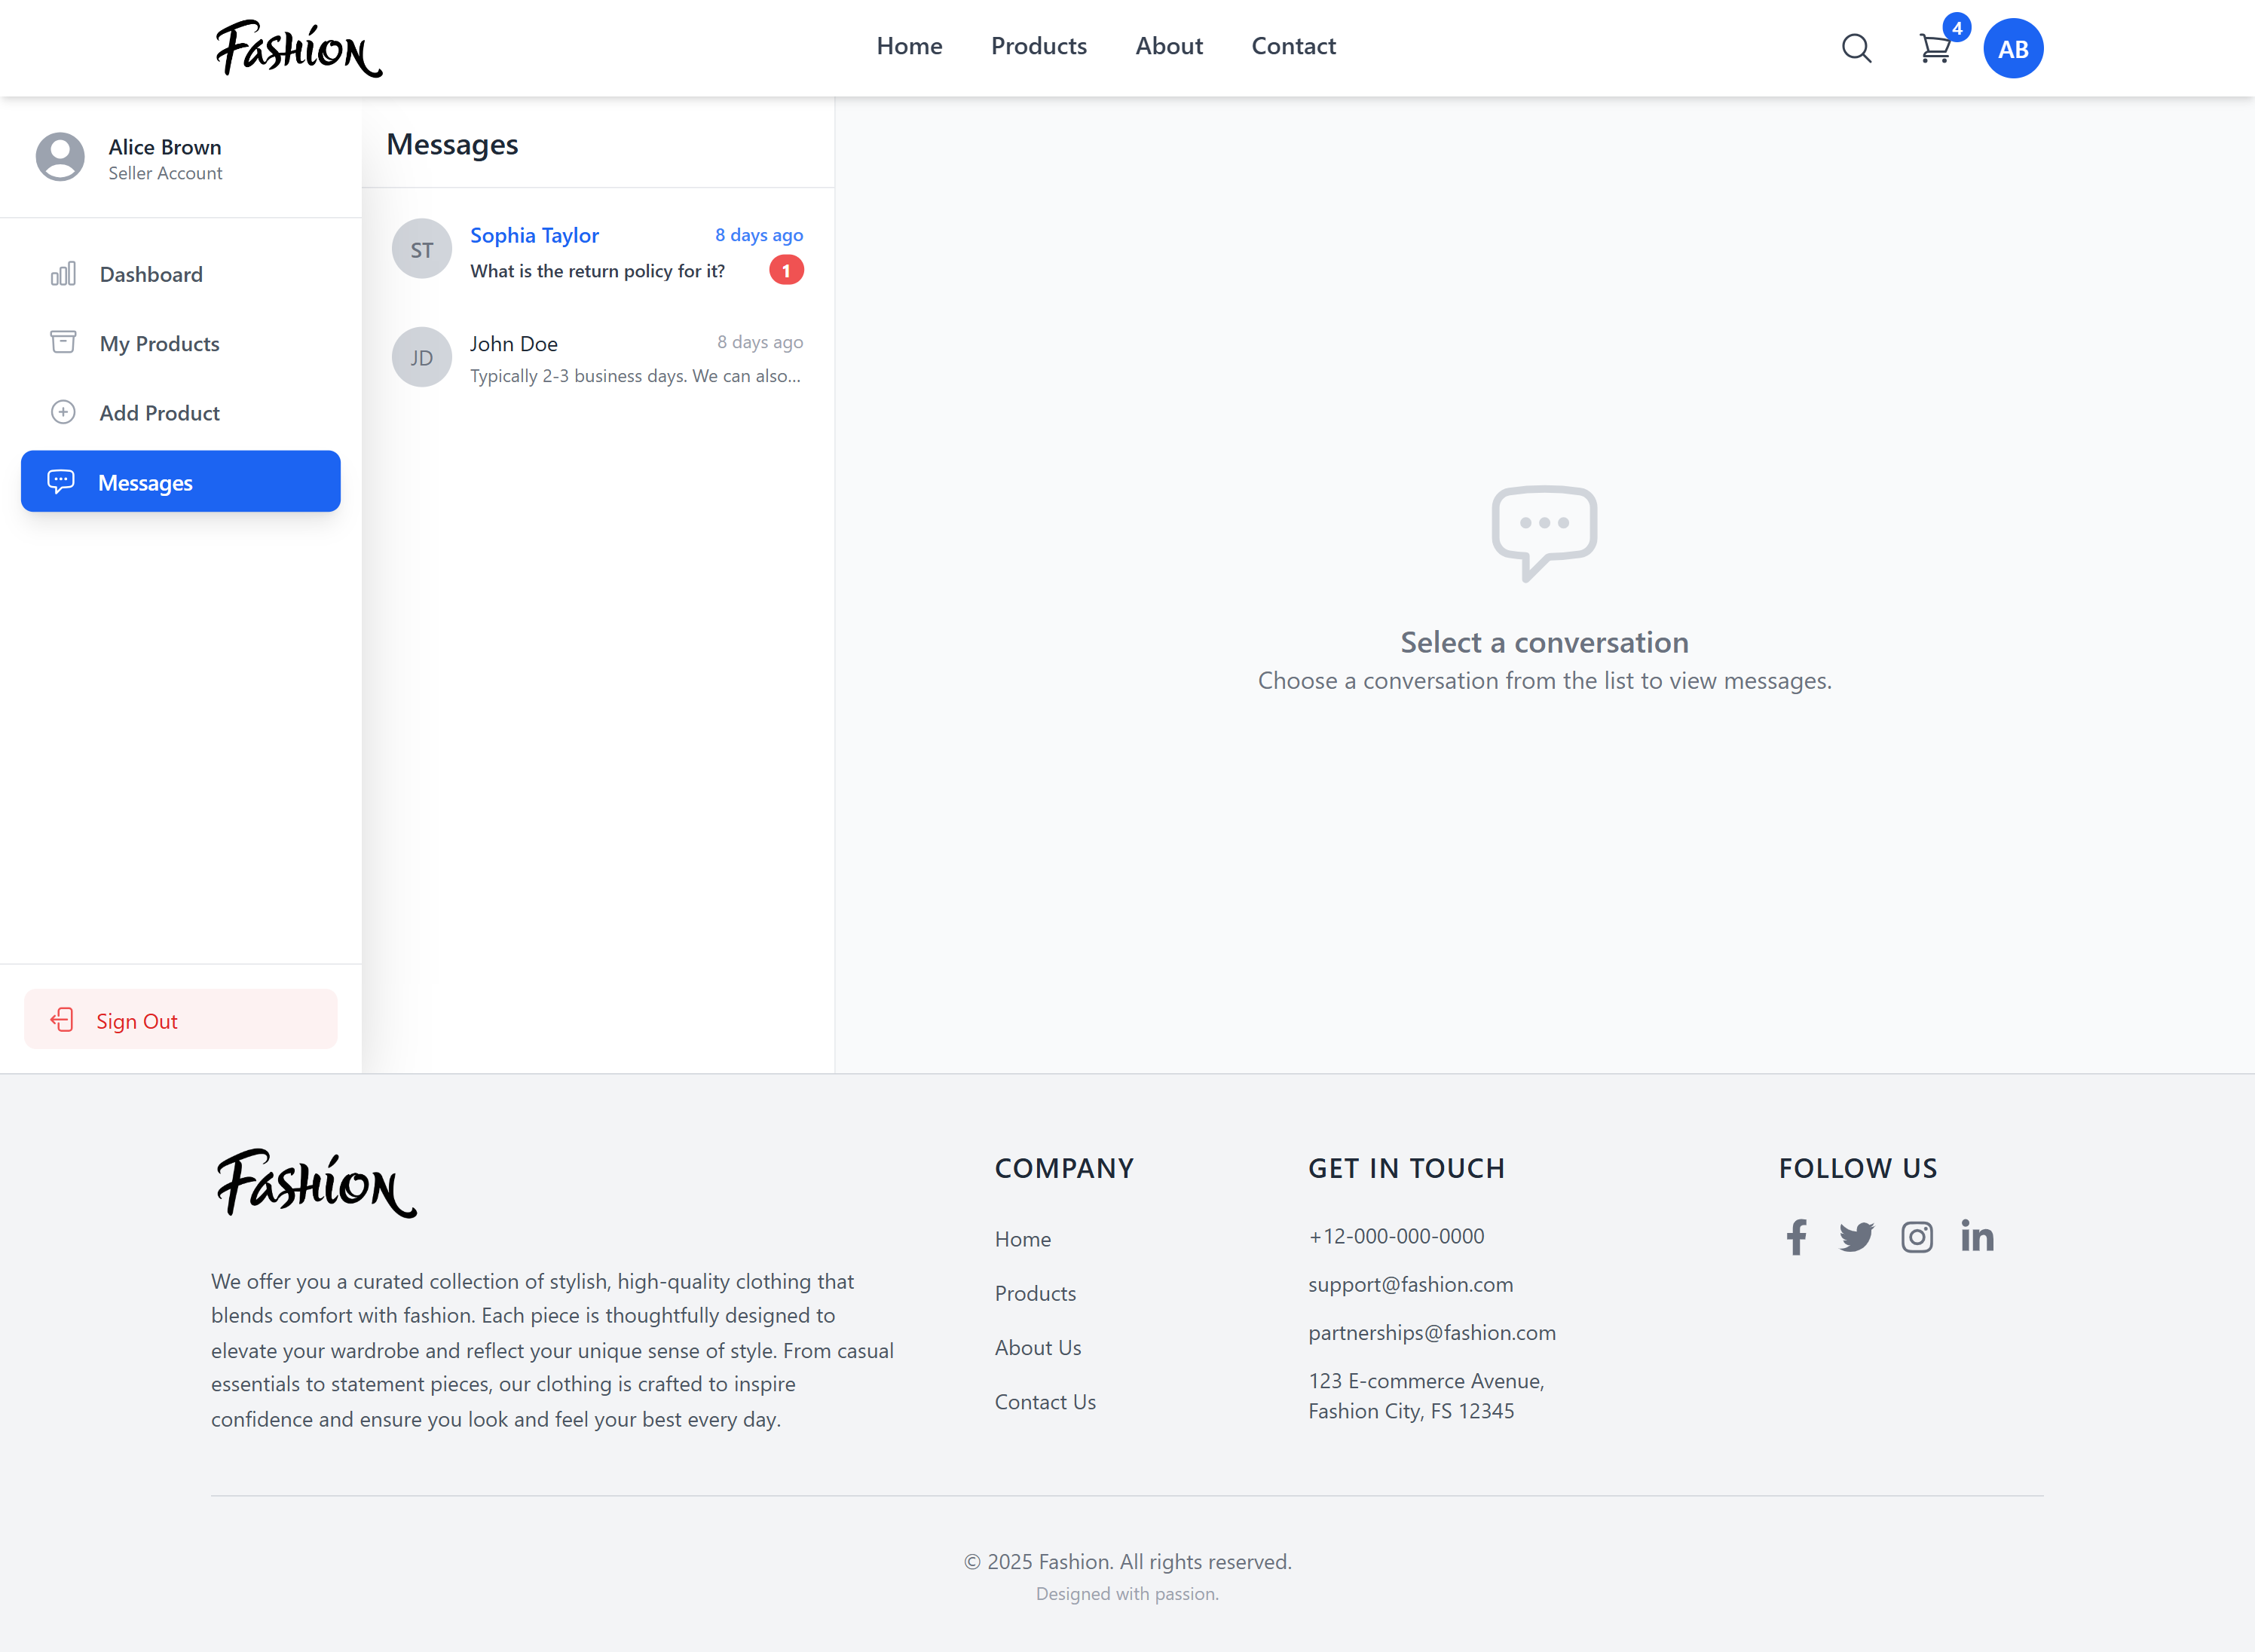 Fashion
Home Products About Contact
4
AB
Alice Brown
Seller Account
Dashboard
My Products
Add Product
Messages
Sign Out
Messages
ST
Sophia Taylor
8 days ago
What is the return policy for it?
1
JD
John Doe
8 days ago
Typically 2-3 business days. We can also...
Select a conversation
Choose a conversation from the list to view messages.
Fashion
We offer you a curated collection of stylish, high-quality clothing that
blends comfort with fashion. Each piece is thoughtfully designed to
elevate your wardrobe and reflect your unique sense of style. From casual
essentials to statement pieces, our clothing is crafted to inspire
confidence and ensure you look and feel your best every day.
COMPANY
Home
Products
About Us
Contact Us
GET IN TOUCH
+12-000-000-0000
support@fashion.com
partnerships@fashion.com
123 E-commerce Avenue,
Fashion City, FS 12345
FOLLOW US
© 2025 Fashion. All rights reserved.
Designed with passion.